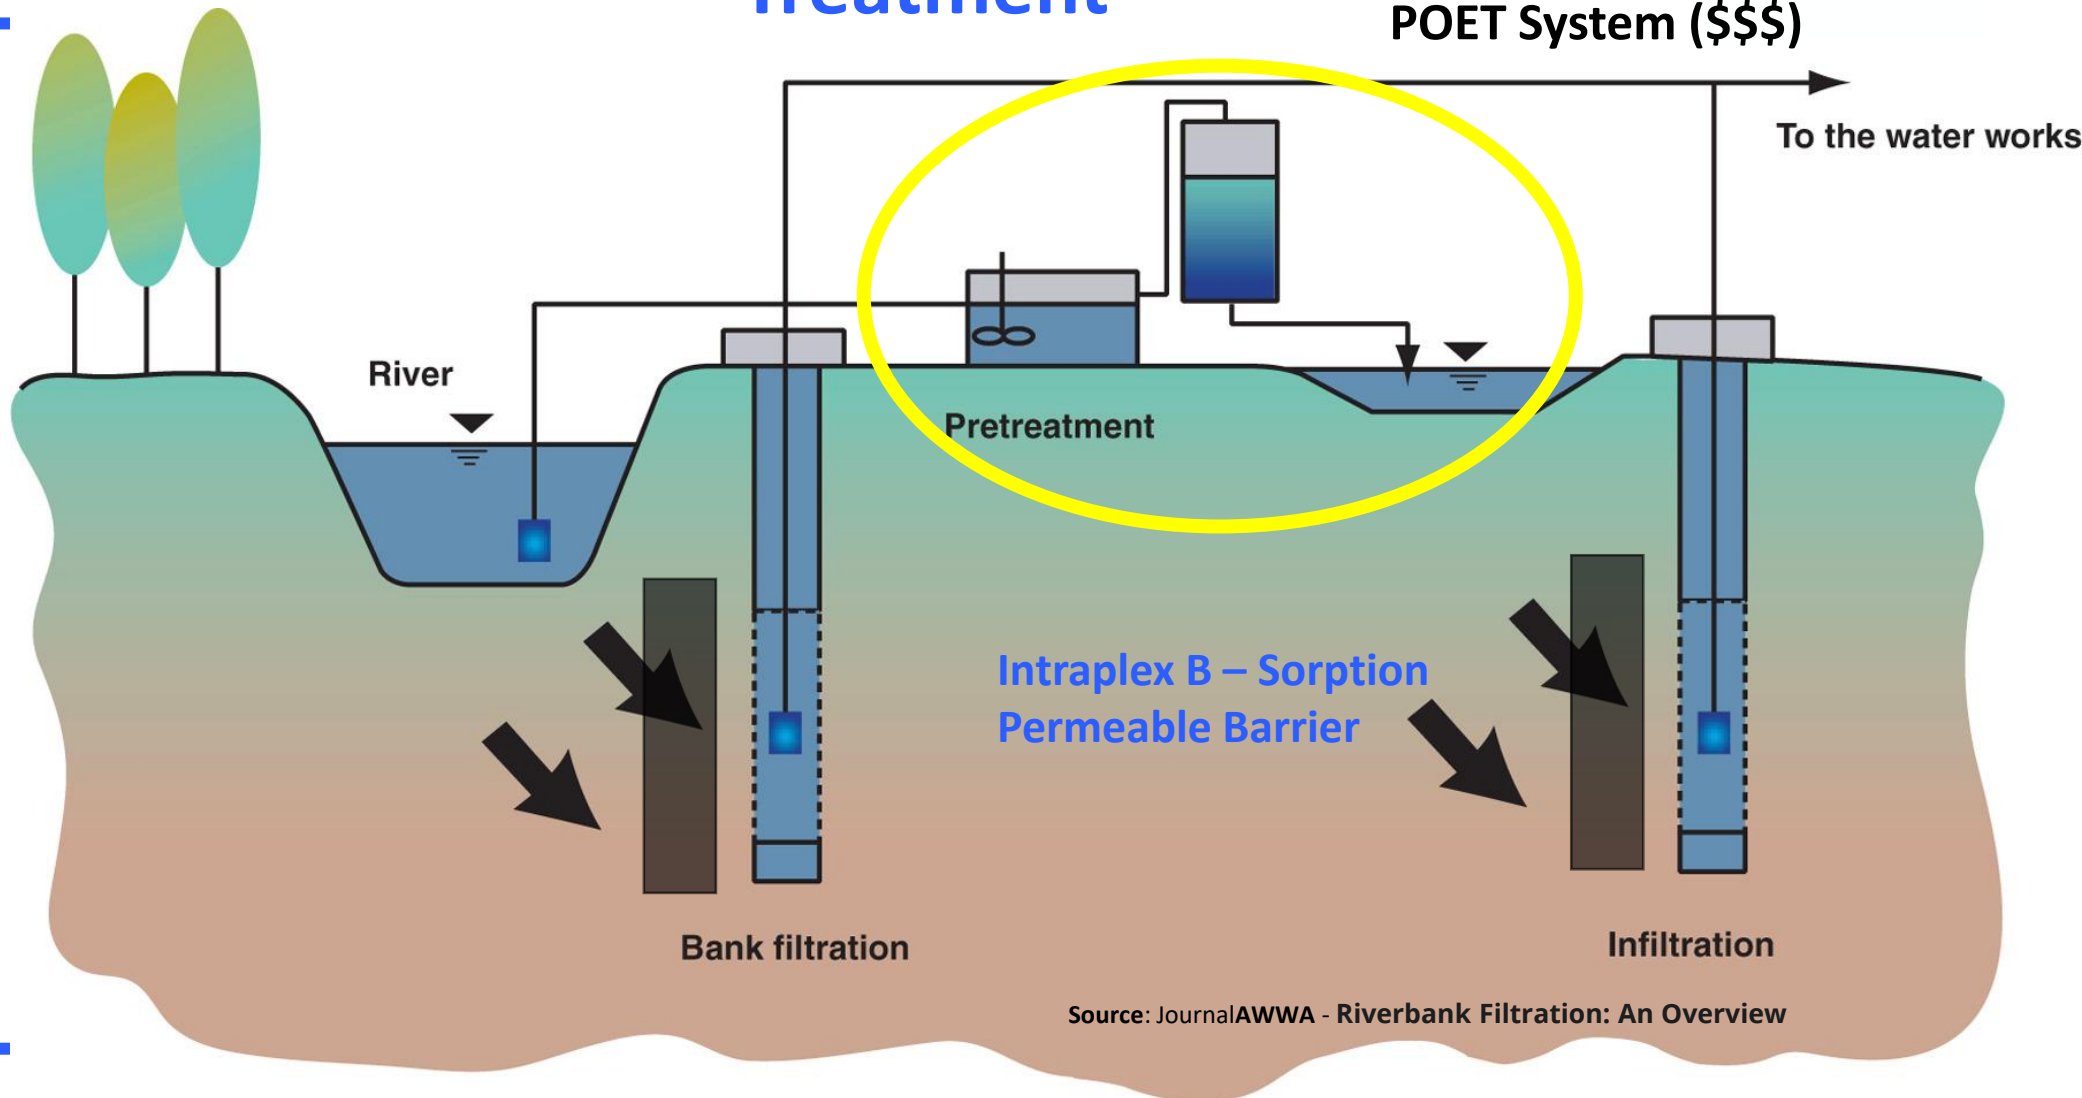 Treatment
POET System ($$$)
To the water works
River
Pretreatment
Intraplex B – Sorption
Permeable Barrier
Bank filtration
Infiltration
Source: JournalAWWA - Riverbank Filtration: An Overview